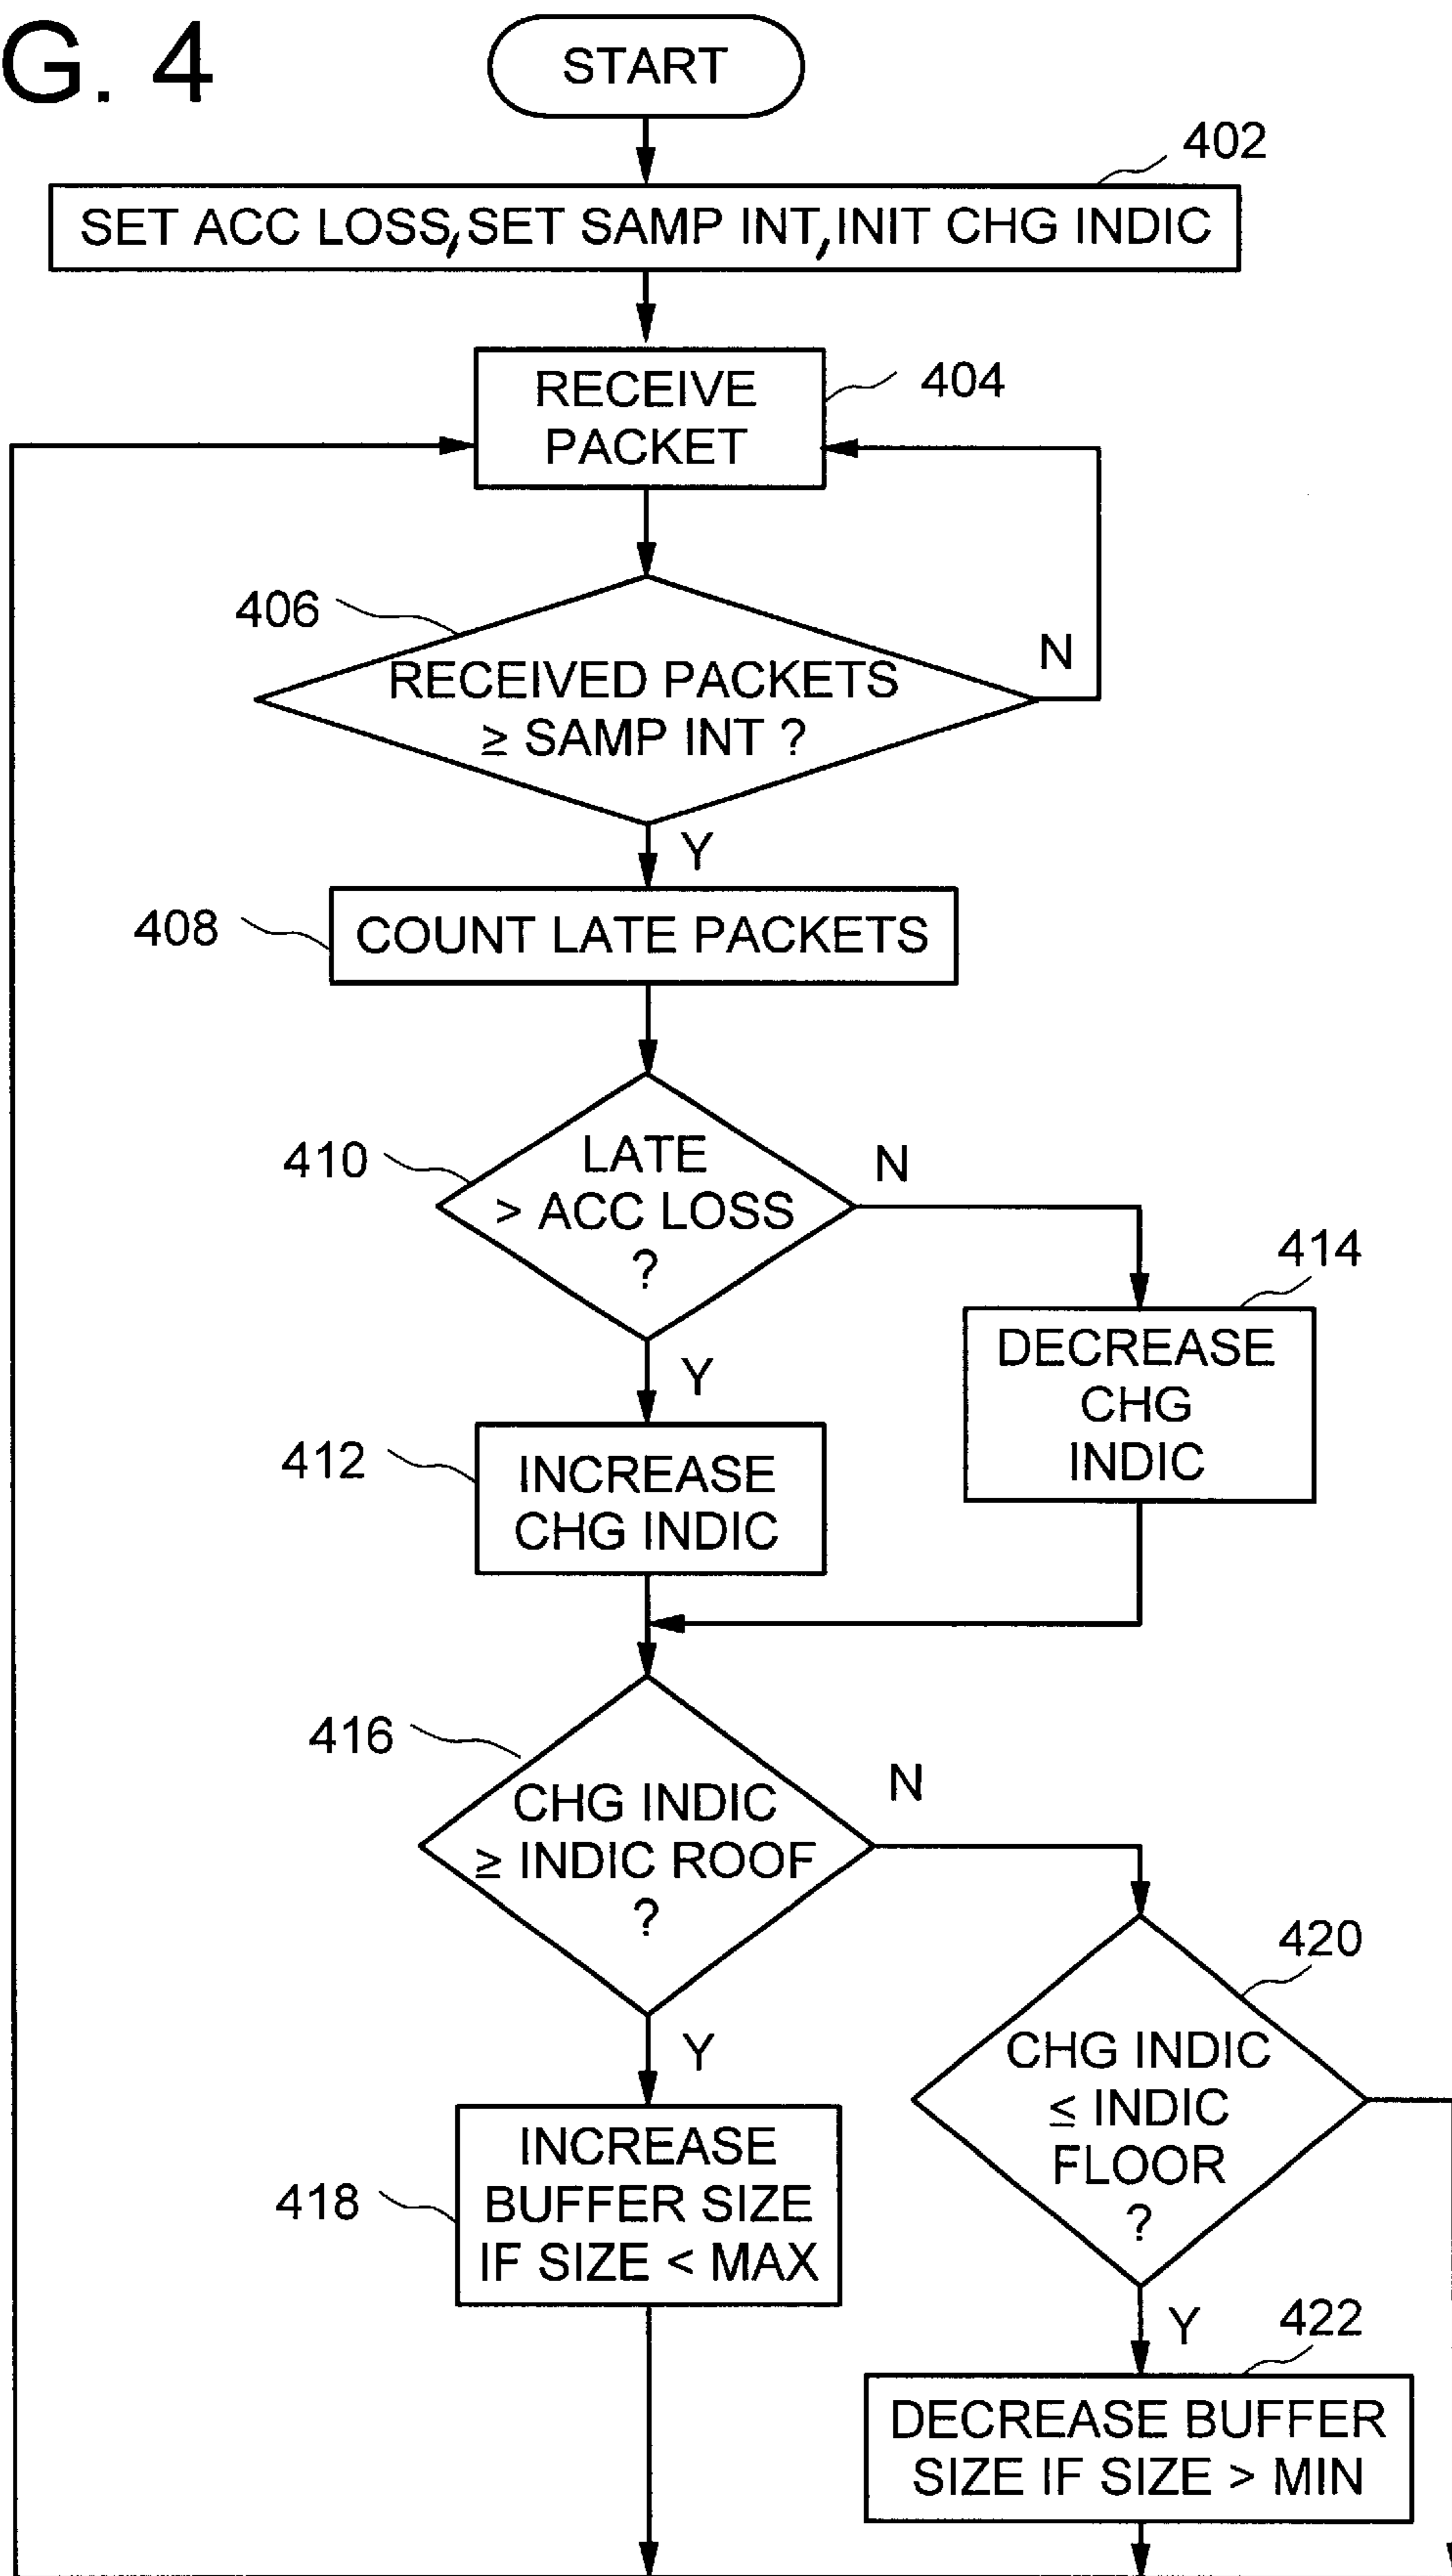 G. 4
START
402
SET ACC LOSS, SET SAMP INT, INIT CHG INDIC
RECEIVE
PACKET
404
406
RECEIVED PACKETS
≥ SAMP INT ?
N
Y
408
COUNT LATE PACKETS
410
LATE
> ACC LOSS
?
N
Y
414
DECREASE
CHG
INDIC
412
INCREASE
CHG INDIC
416
CHG INDIC
≥ INDIC ROOF
?
N
Y
420
CHG INDIC
≤ INDIC
FLOOR
?
Y
418
INCREASE
BUFFER SIZE
IF SIZE < MAX
422
DECREASE BUFFER
SIZE IF SIZE > MIN